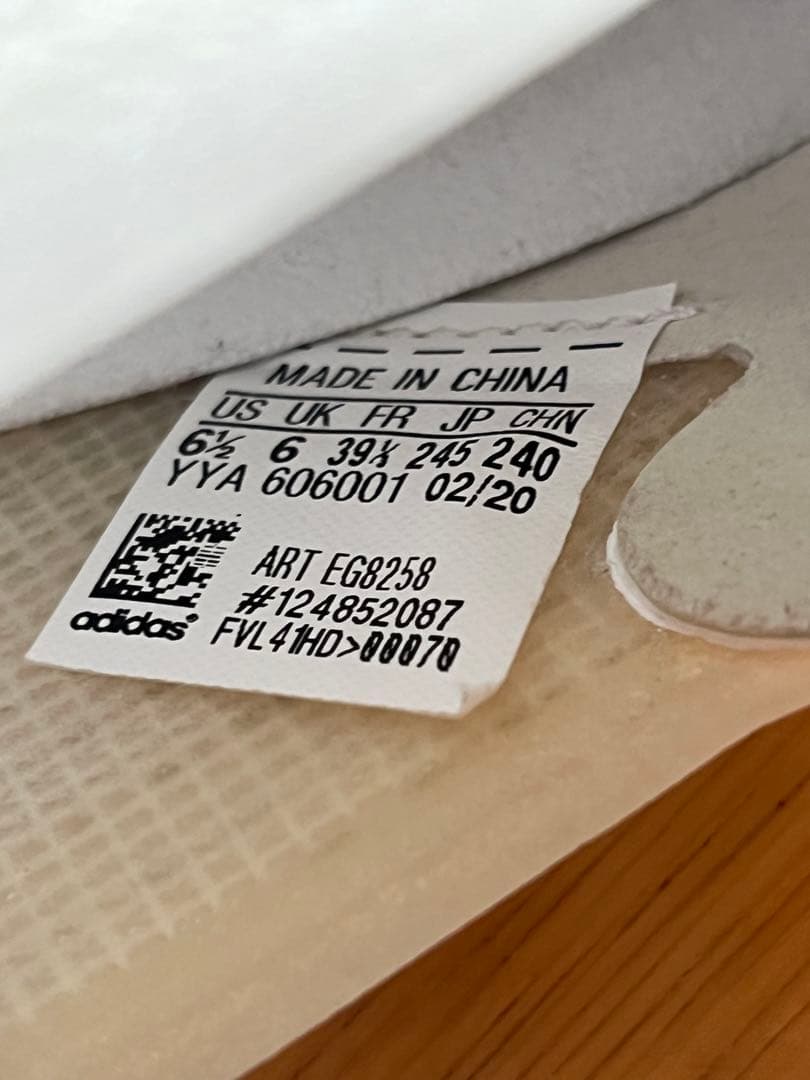 MADE IN CHINA
US UK FR JP CHN
6½ 6 39⅓ 245 240
YYA 606001 02/20
ART EG8258
#124852087
adidas® FVL41HD>00070